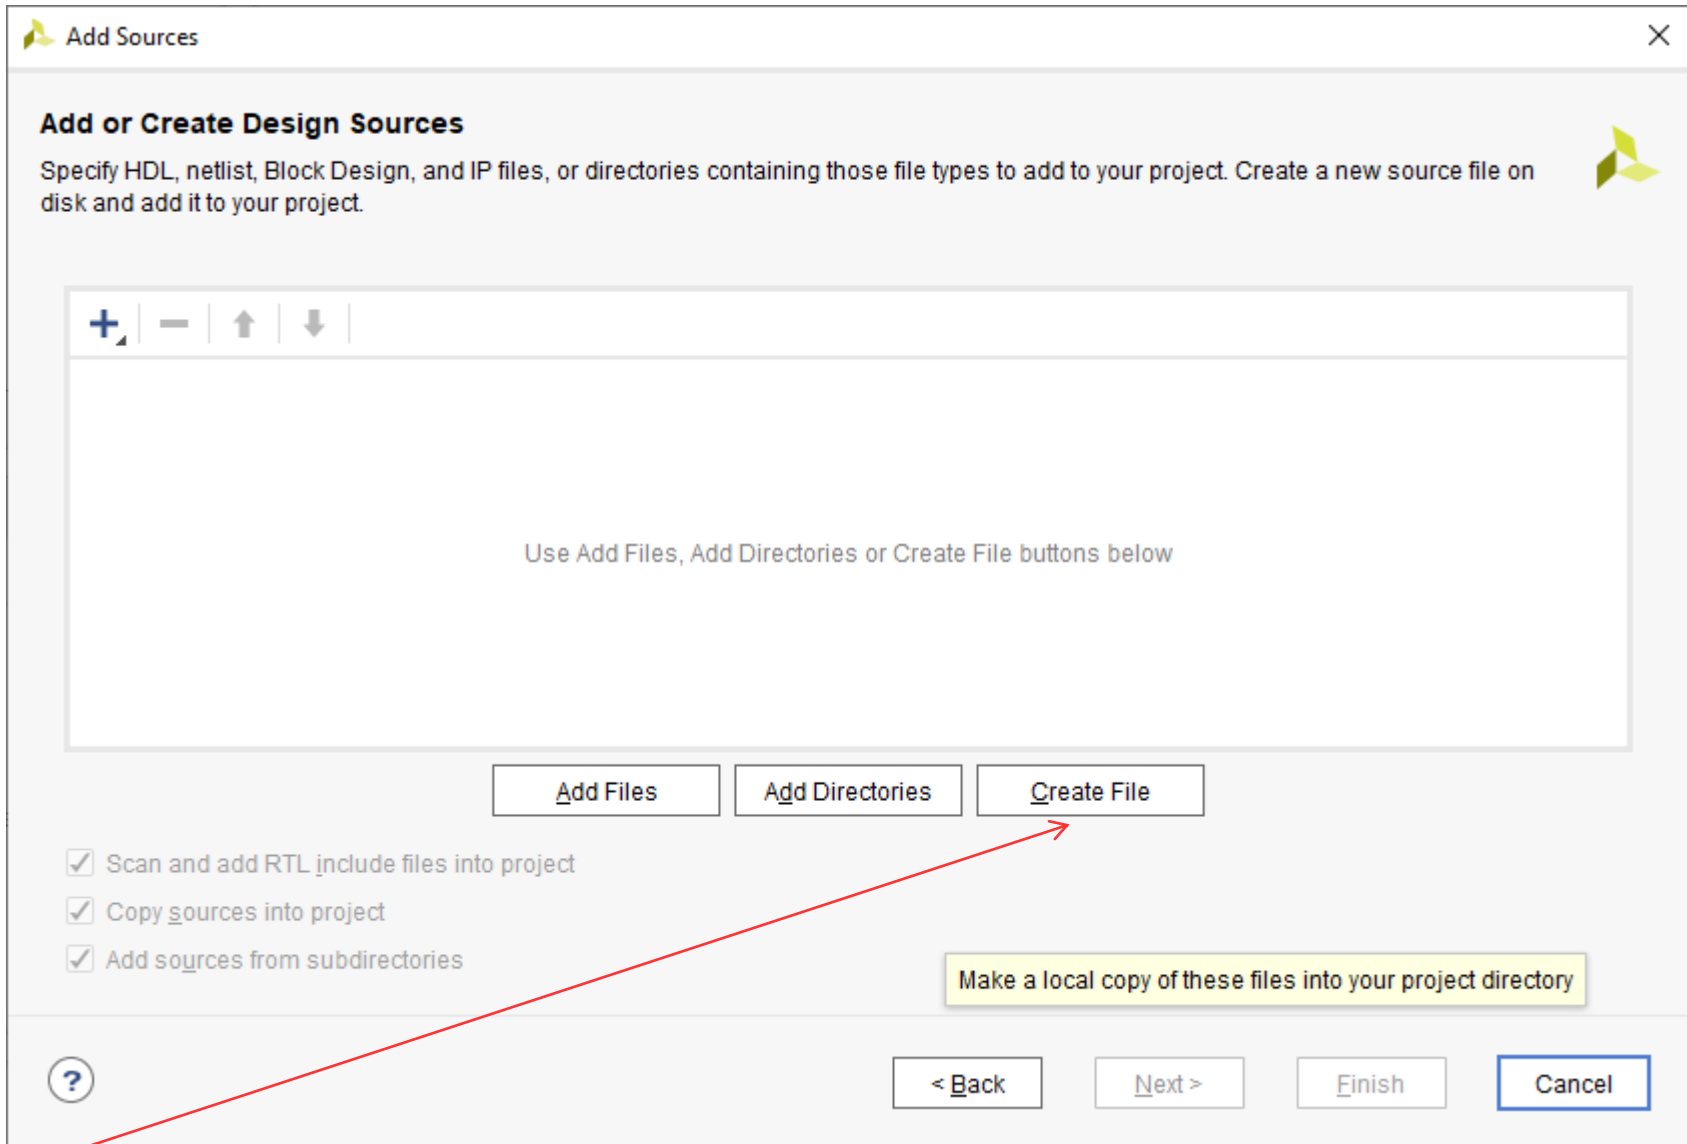 Add Sources
Add or Create Design Sources
Specify HDL, netlist, Block Design, and IP files, or directories containing those file types to add to your project. Create a new source file on
disk and add it to your project.
Use Add Files, Add Directories or Create File buttons below
Add Files
Add Directories
Create File
Scan and add RTL include files into project
Copy sources into project
Add sources from subdirectories
Make a local copy of these files into your project directory
?
< Back
Next >
Finish
Cancel